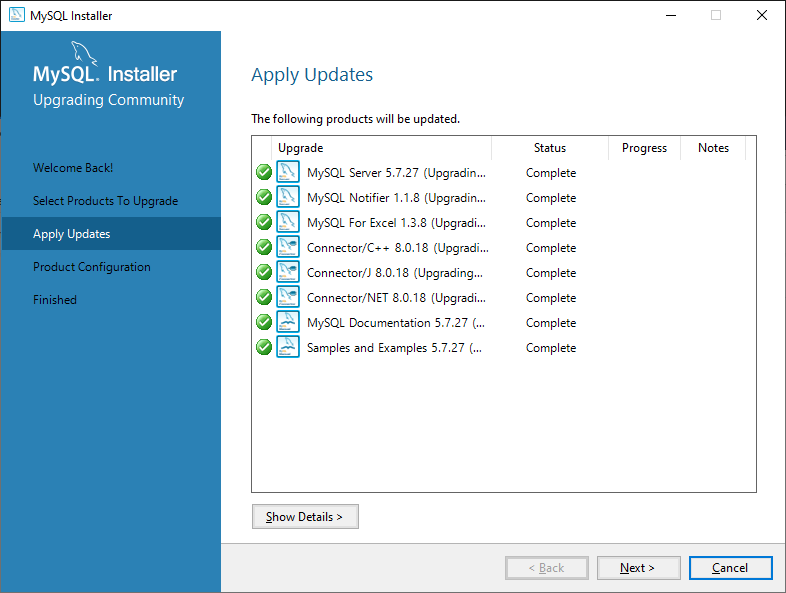 MySQL Installer
MySQL. Installer
Upgrading Community
Welcome Back!
Select Products To Upgrade
Apply Updates
Product Configuration
Finished
Apply Updates
The following products will be updated.
Upgrade Status Progress Notes
MySQL Server 5.7.27 (Upgradin... Complete
MySQL Notifier 1.1.8 (Upgradin... Complete
MySQL For Excel 1.3.8 (Upgradi... Complete
Connector/C++ 8.0.18 (Upgradi... Complete
Connector/J 8.0.18 (Upgrading... Complete
Connector/NET 8.0.18 (Upgradi... Complete
MySQL Documentation 5.7.27 (... Complete
Samples and Examples 5.7.27 (... Complete
Show Details >
< Back Next > Cancel